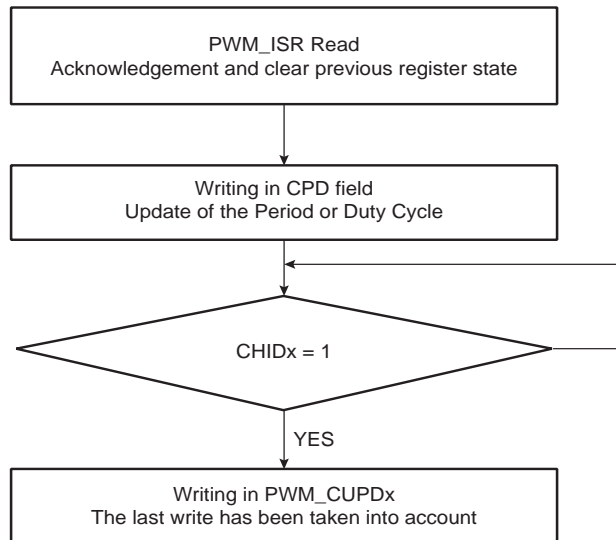 PWM_ISR Read
Acknowledgement and clear previous register state
Writing in CPD field
Update of the Period or Duty Cycle
CHIDx = 1
YES
Writing in PWM_CUPDx
The last write has been taken into account